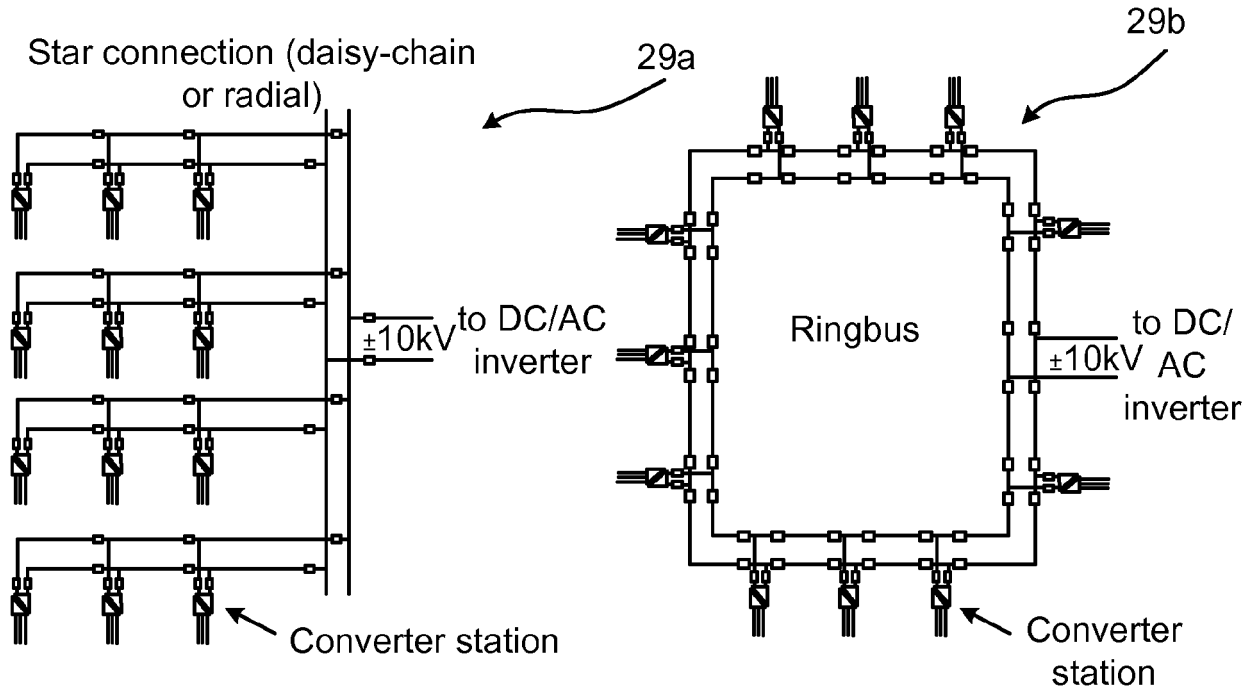 Star connection (daisy-chain
or radial)
29a
to DC/AC
±10kV
inverter
Converter station
29b
Ringbus
to DC/
±10kV
AC
inverter
Converter
station